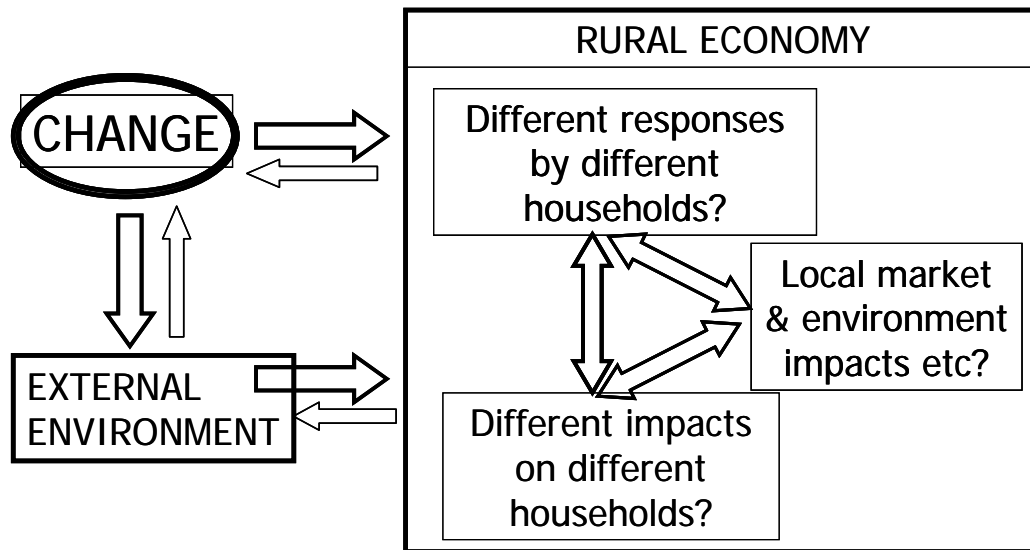 RURAL ECONOMY
CHANGE
Different responses
by different
households?
Local market
& environment
impacts etc?
EXTERNAL
ENVIRONMENT
Different impacts
on different
households?